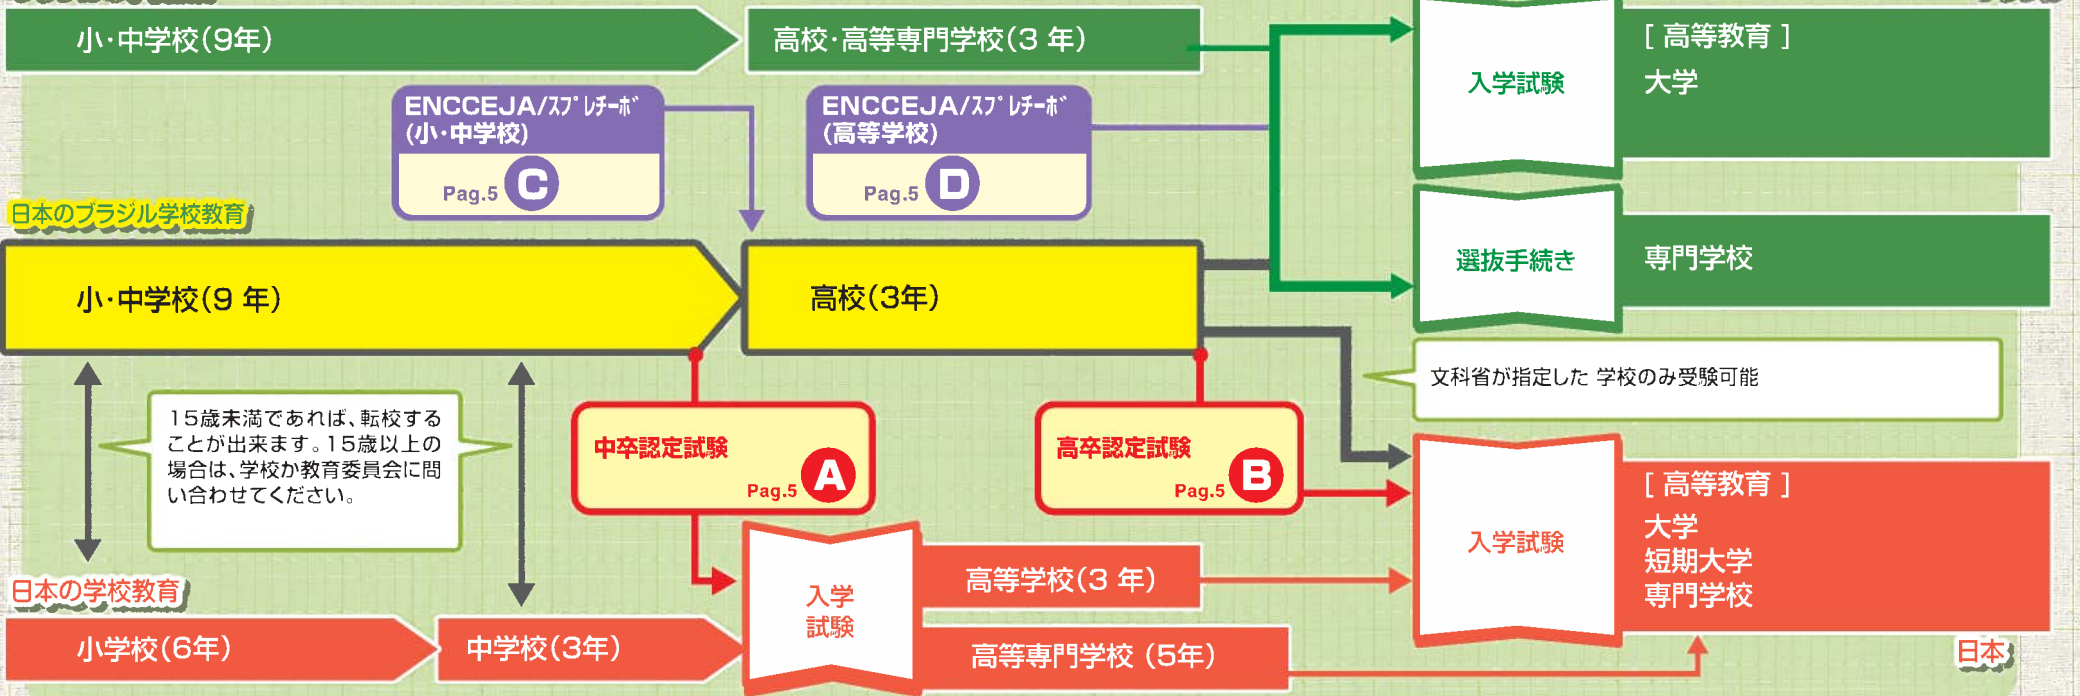 小・中学校(9年)
高校・高等専門学校(3 年)
入学試験
[ 高等教育 ]
大学
ENCCEJA/スプレチーボ
(小・中学校)
Pag.5 C
ENCCEJA/スプレチーボ
(高等学校)
Pag.5 D
日本のブラジル学校教育
選抜手続き
専門学校
小・中学校(9 年)
高校(3年)
文科省が指定した 学校のみ受験可能
15歳未満であれば、転校する
ことが出来ます。15歳以上の
場合は、学校か教育委員会に問
い合わせてください。
中卒認定試験
Pag.5 A
高卒認定試験
Pag.5 B
入学試験
[ 高等教育 ]
大学
短期大学
専門学校
日本の学校教育
小学校(6年)
中学校(3年)
入学
試験
高等学校(3 年)
高等専門学校 (5年)
日本